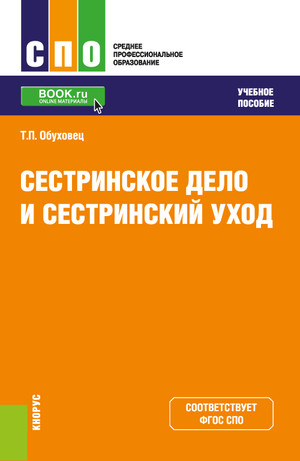 СПО
СРЕДНЕЕ
ПРОФЕССИОНАЛЬНОЕ
ОБРАЗОВАНИЕ
BOOK.ru
ONLINE МАТЕРИАЛЫ
УЧЕБНОЕ
ПОСОБИЕ
Т.П. Обуховец
СЕСТРИНСКОЕ ДЕЛО
И СЕСТРИНСКИЙ УХОД
КНОРУС
СООТВЕТСТВУЕТ
ФГОС СПО